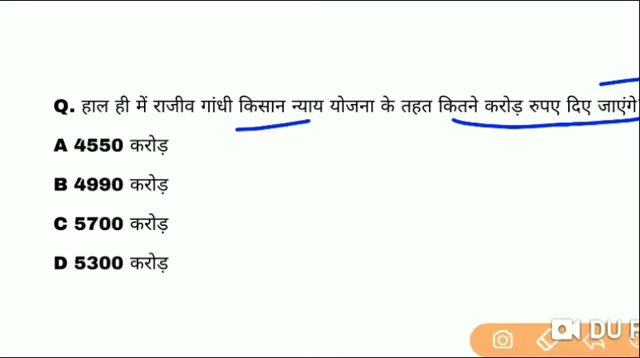 Q. हाल ही में राजीव गांधी किसान न्याय योजना के तहत कितने करोड़ रुपए दिए जाएंगे
A 4550 करोड़
B 4990 करोड़
C 5700 करोड़
D 5300 करोड़
DU